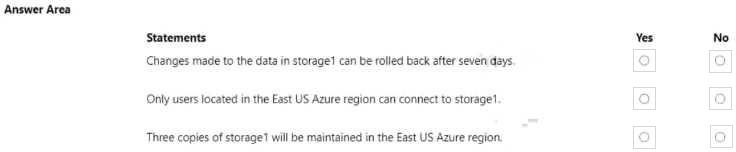 Answer Area
Statements Yes No
Changes made to the data in storage1 can be rolled back after seven days.
Only users located in the East US Azure region can connect to storage1.
Three copies of storage1 will be maintained in the East US Azure region.